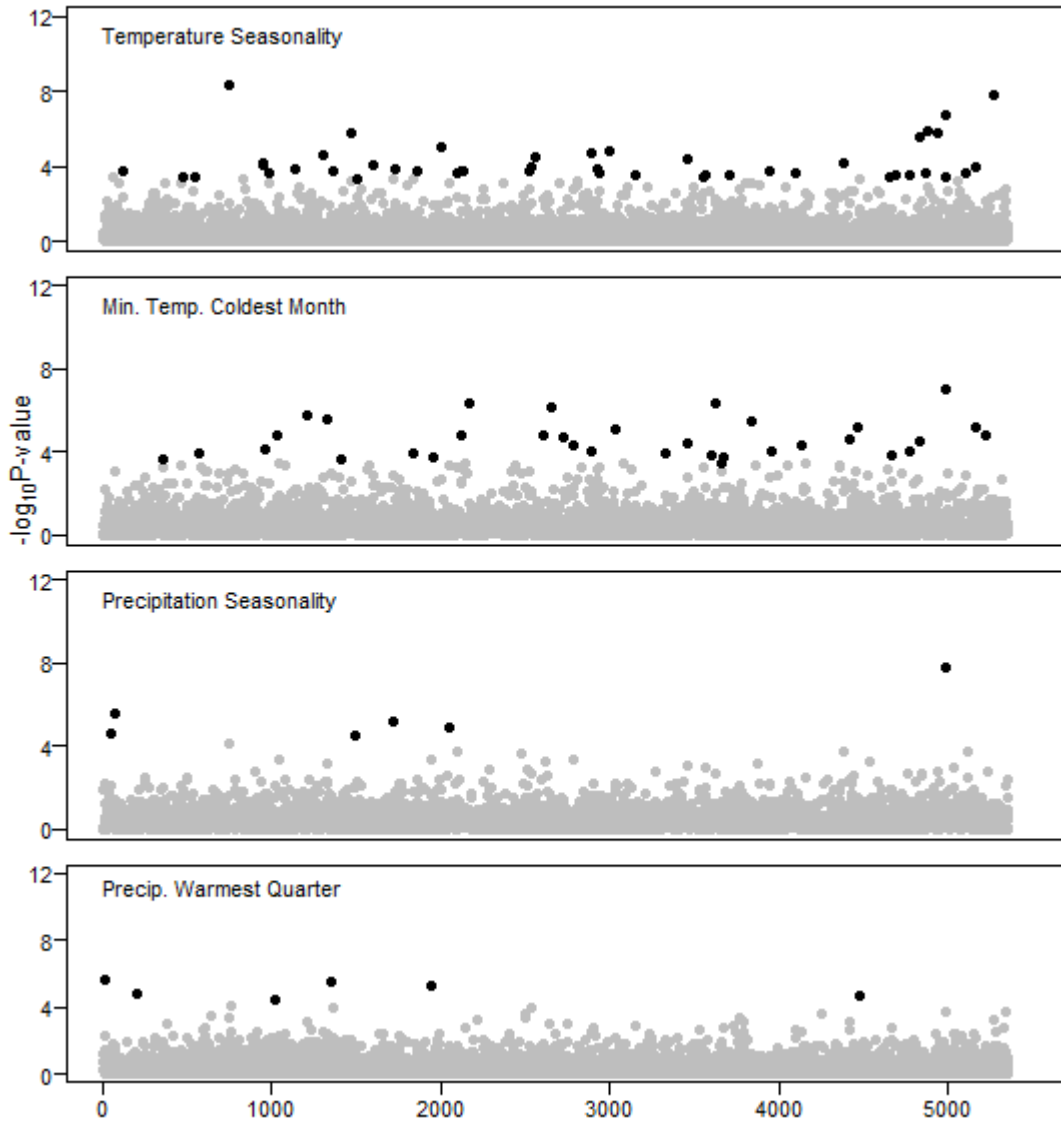 12
Temperature Seasonality
8
4
0
12
Min. Temp. Coldest Month
8
4
0
-log10P-value
12
Precipitation Seasonality
8
4
0
12
Precip. Warmest Quarter
8
4
0
0 1000 2000 3000 4000 5000